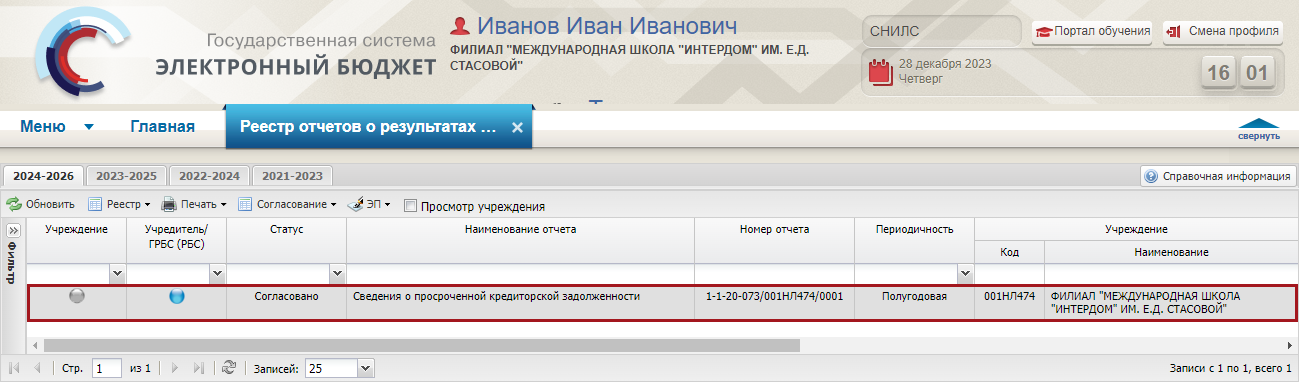 Государственная система
ЭЛЕКТРОННЫЙ БЮДЖЕТ
Иванов Иван Иванович
ФИЛИАЛ "МЕЖДУНАРОДНАЯ ШКОЛА "ИНТЕРДОМ" ИМ. Е.Д.
СТАСОВОЙ"
СНИЛС
Портал обучения
Смена профиля
28 декабря 2023
Четверг
16 01
Меню
Главная
Реестр отчетов о результатах ...
свернуть
2024-2026
2023-2025
2022-2024
2021-2023
Справочная информация
Обновить
Реестр
Печать
Согласование
ЭП
Просмотр учреждения
Фильтр
Учреждение
Учредитель/
ГРБС (РБС)
Статус
Наименование отчета
Номер отчета
Периодичность
Учреждение
Код
Наименование
Согласовано
Сведения о просроченной кредиторской задолженности
1-1-20-073/001НЛ474/0001
Полугодовая
001НЛ474
ФИЛИАЛ "МЕЖДУНАРОДНАЯ ШКОЛА
"ИНТЕРДОМ" ИМ. Е.Д. СТАСОВОЙ"
Стр. 1 из 1
Записей: 25
Записи с 1 по 1, всего 1